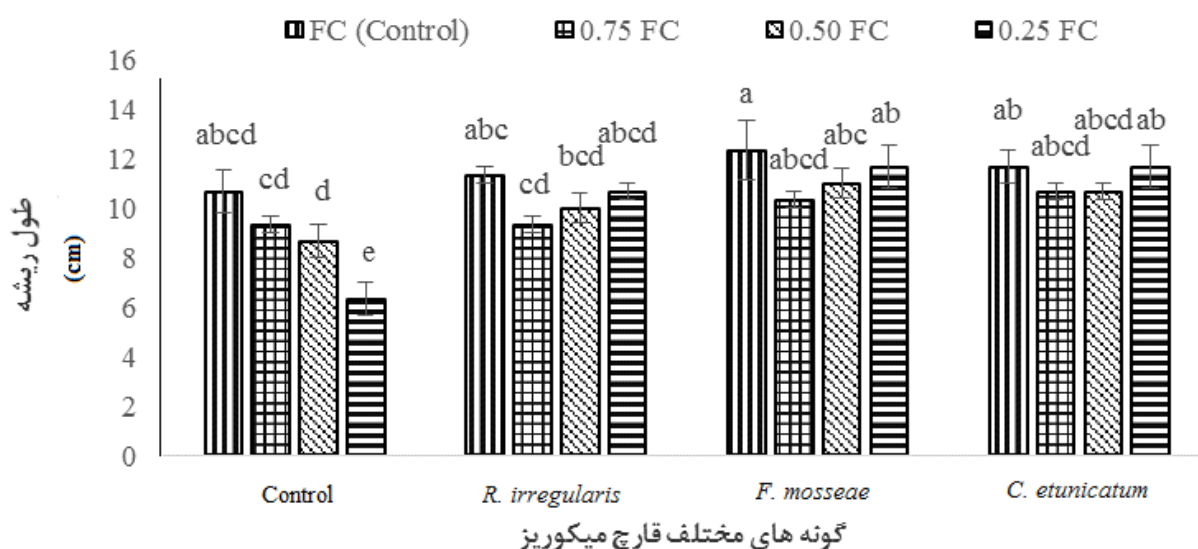 FC (Control) 0.75 FC 0.50 FC 0.25 FC
16
14
12
10
8
6
4
2
0
طول ریشه
(cm)
abcd cd d e
abc cd bcd abcd
a abcd abc ab
ab abcd abcd ab
Control R. irregularis F. mosseae C. etunicatum
گونه های مختلف قارچ میکوریز